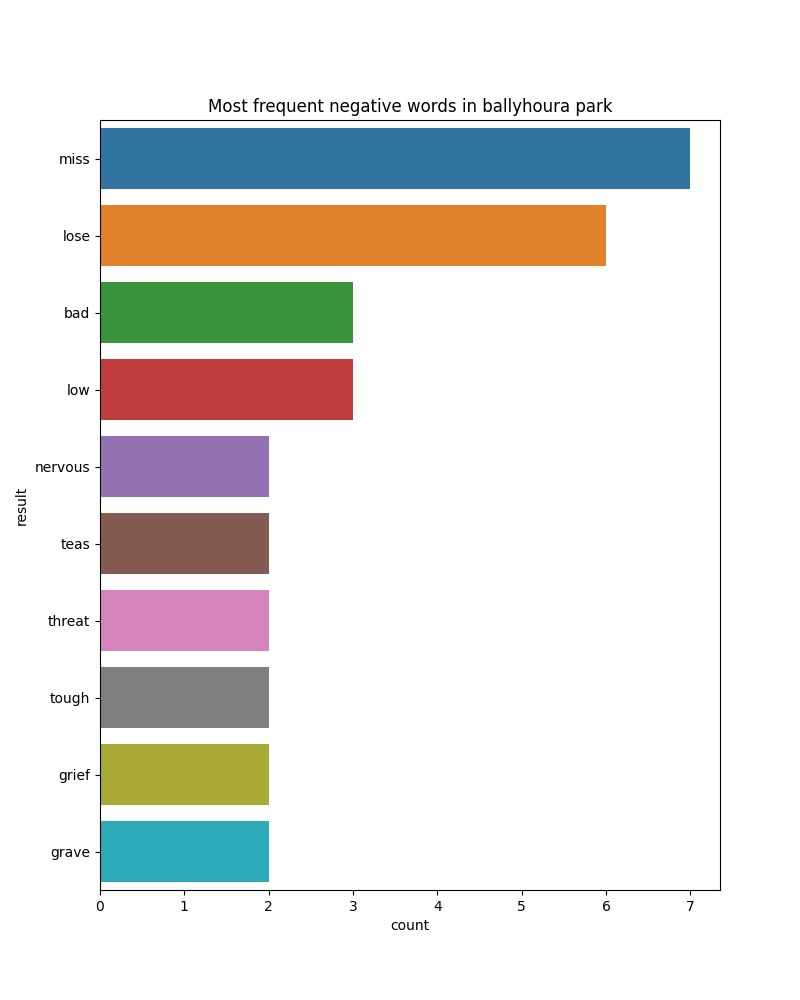 Most frequent negative words in ballyhoura park
miss
lose
bad
low
nervous
teas
threat
tough
grief
grave
result
0 1 2 3 4 5 6 7
count